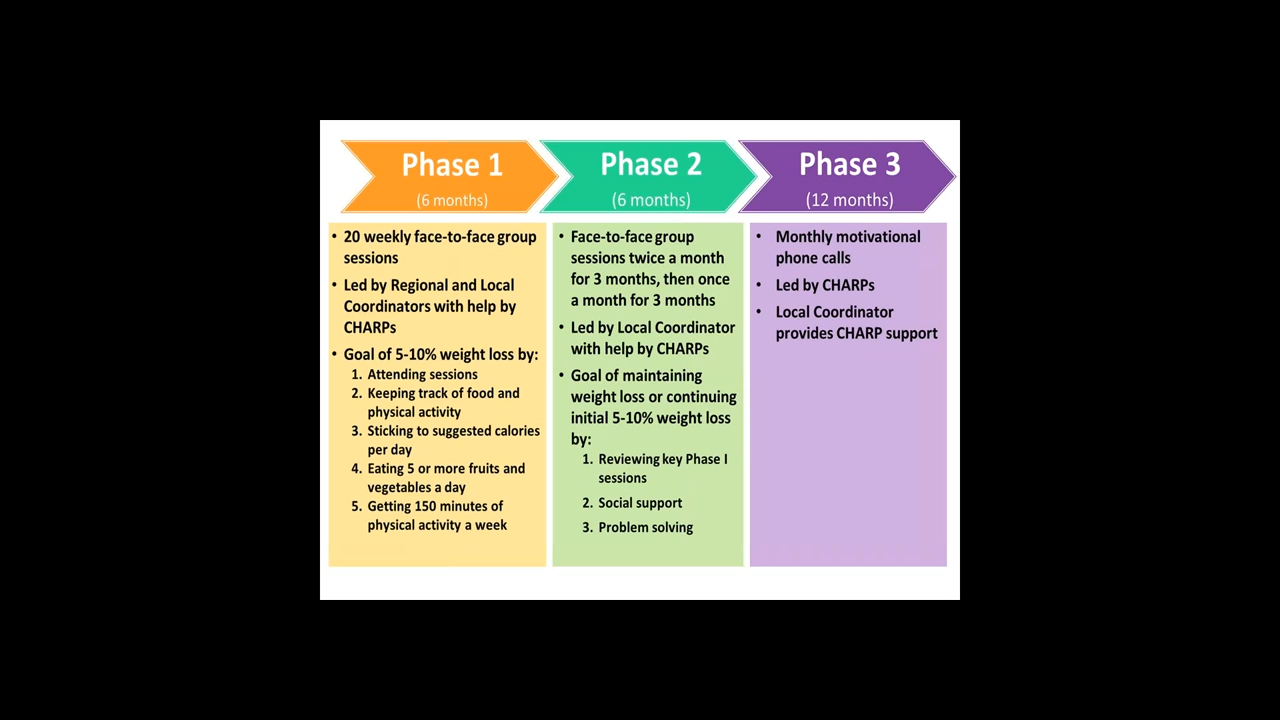 Phase 1
(6 months)
• 20 weekly face-to-face group
sessions
• Led by Regional and Local
Coordinators with help by
CHARPs
• Goal of 5-10% weight loss by:
1. Attending sessions
2. Keeping track of food and
physical activity
3. Sticking to suggested calories
per day
4. Eating 5 or more fruits and
vegetables a day
5. Getting 150 minutes of
physical activity a week
Phase 2
(6 months)
• Face-to-face group
sessions twice a month
for 3 months, then once
a month for 3 months
• Led by Local Coordinator
with help by CHARPs
• Goal of maintaining
weight loss or continuing
initial 5-10% weight loss
by:
1. Reviewing key Phase I
sessions
2. Social support
3. Problem solving
Phase 3
(12 months)
• Monthly motivational
phone calls
• Led by CHARPs
• Local Coordinator
provides CHARP support